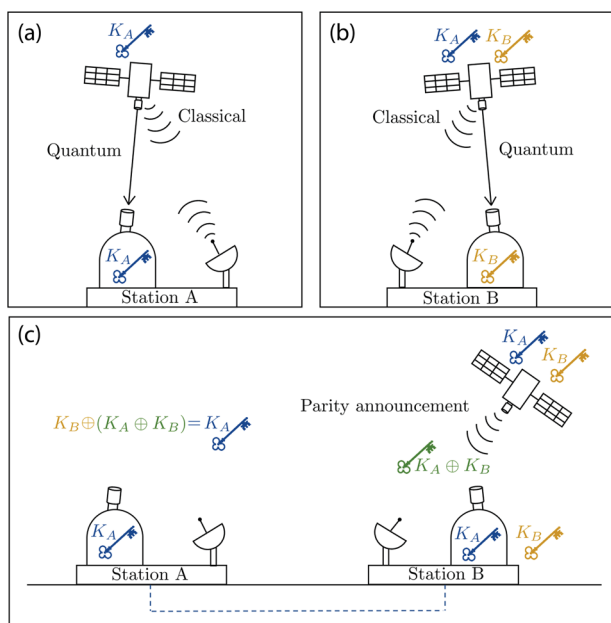 (a)
K_A
Classical
Quantum
K_A
Station A
(b)
K_A K_B
Classical
Quantum
K_B
Station B
(c)
K_A
K_B
Parity announcement
K_B⊕(K_A ⊕ K_B)=K_A
K_A ⊕ K_B
K_A
K_A
K_B
Station A
Station B